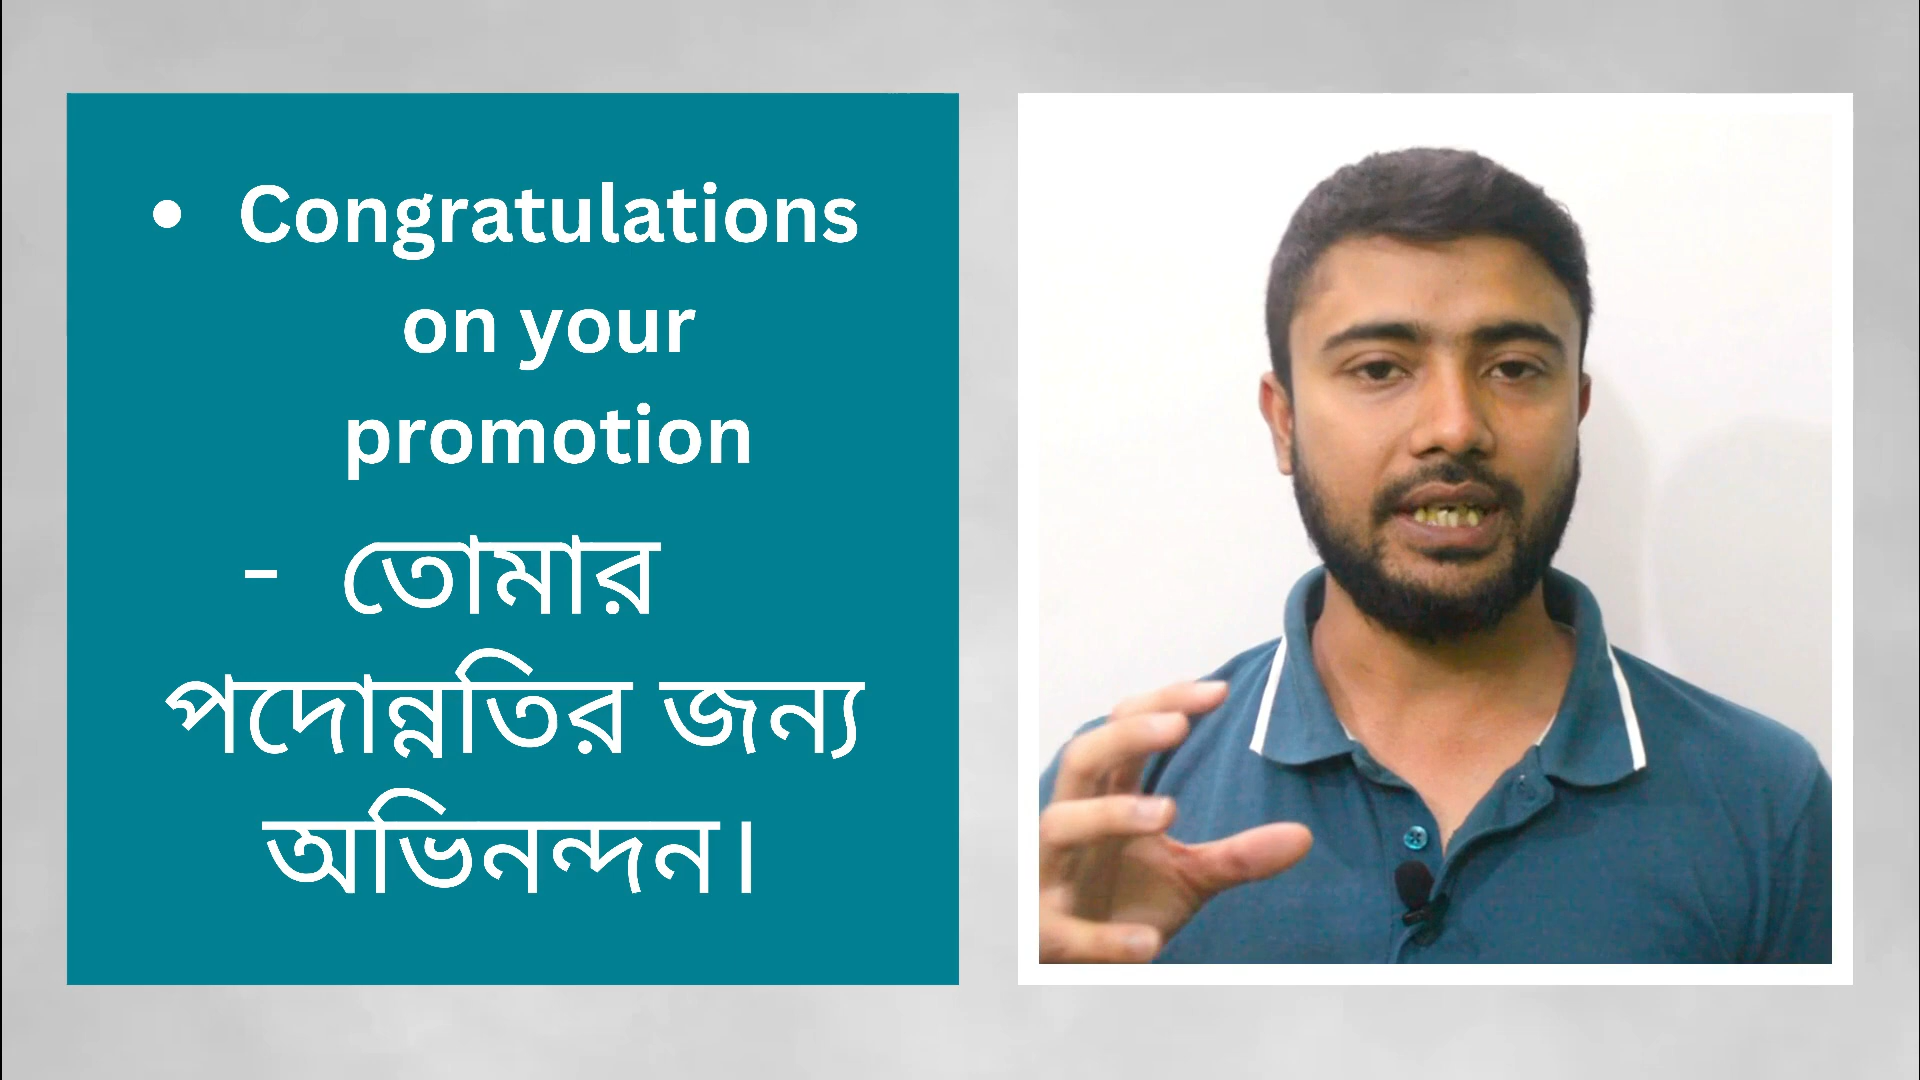 • Congratulations
on your
promotion
- তোমার
পদোন্নতির জন্য
অভিনন্দন।